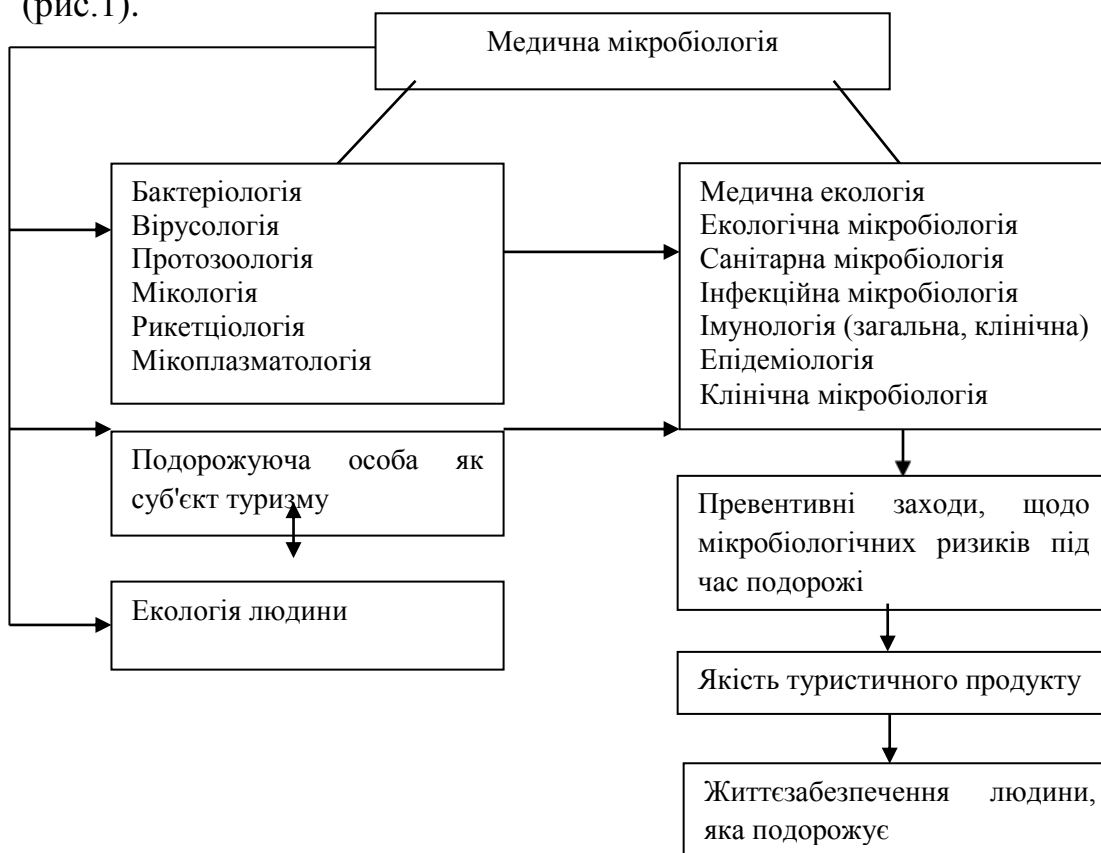 (рис.1).
Медична мікробіологія
Бактеріологія
Вірусологія
Протозоологія
Мікологія
Рикетціологія
Мікоплазматологія
Медична екологія
Екологічна мікробіологія
Санітарна мікробіологія
Інфекційна мікробіологія
Імунологія (загальна, клінічна)
Епідеміологія
Клінічна мікробіологія
Подорожуюча особа як
суб'єкт туризму
Екологія людини
Превентивні заходи, щодо
мікробіологічних ризиків під
час подорожі
Якість туристичного продукту
Життєзабезпечення людини,
яка подорожує